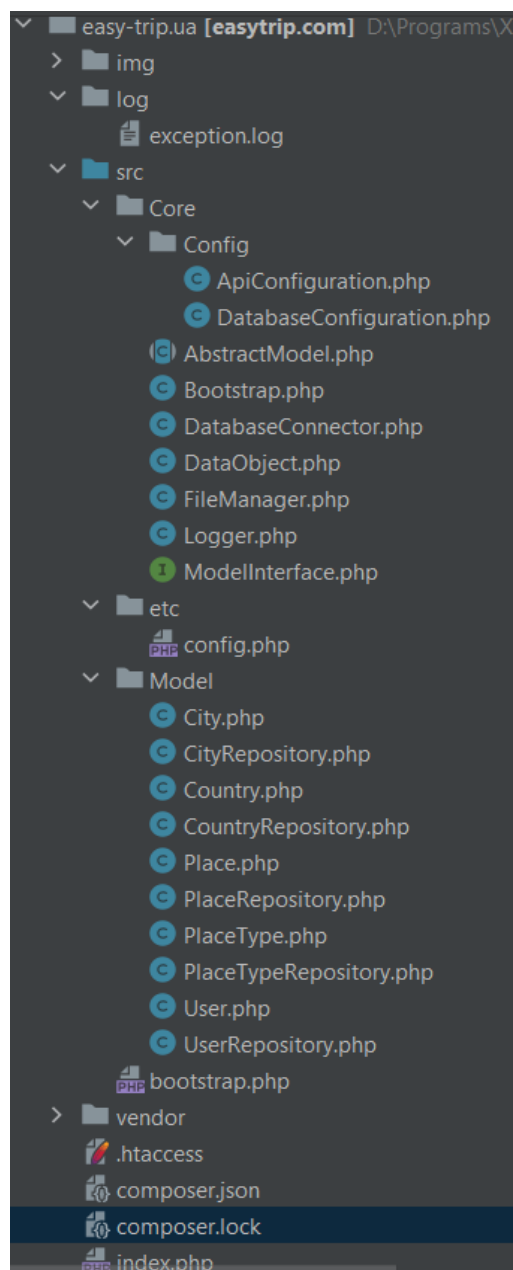 easy-trip.ua [easytrip.com] D:\Programs\X
img
log
exception.log
src
Core
Config
C ApiConfiguration.php
C DatabaseConfiguration.php
C AbstractModel.php
C Bootstrap.php
C DatabaseConnector.php
C DataObject.php
C FileManager.php
C Logger.php
I ModelInterface.php
etc
PHP config.php
Model
C City.php
C CityRepository.php
C Country.php
C CountryRepository.php
C Place.php
C PlaceRepository.php
C PlaceType.php
C PlaceTypeRepository.php
C User.php
C UserRepository.php
PHP bootstrap.php
vendor
.htaccess
composer.json
composer.lock
PHP index.php